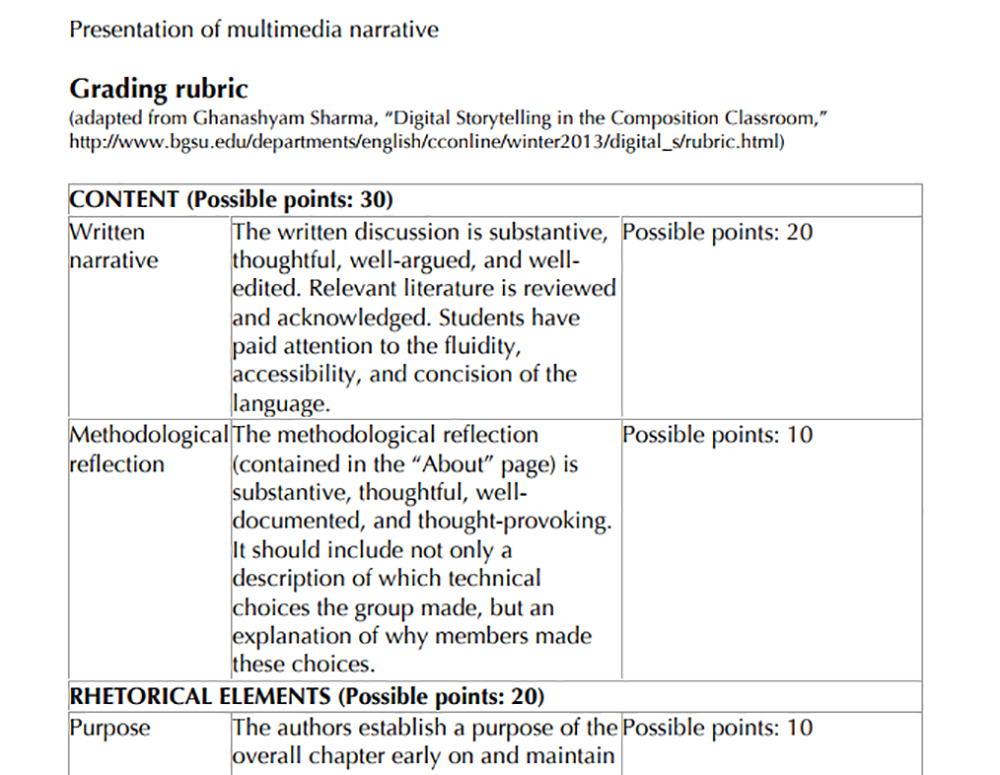 Presentation of multimedia narrative
Grading rubric
(adapted from Ghanashyam Sharma, “Digital Storytelling in the Composition Classroom,”
http://www.bgsu.edu/departments/english/cconline/winter2013/digital_s/rubric.html)
CONTENT (Possible points: 30)
Written
narrative
The written discussion is substantive,
thoughtful, well-argued, and well-
edited. Relevant literature is reviewed
and acknowledged. Students have
paid attention to the fluidity,
accessibility, and concision of the
language.
Possible points: 20
Methodological
reflection
The methodological reflection
(contained in the “About” page) is
substantive, thoughtful, well-
documented, and thought-provoking.
It should include not only a
description of which technical
choices the group made, but an
explanation of why members made
these choices.
Possible points: 10
RHETORICAL ELEMENTS (Possible points: 20)
Purpose
The authors establish a purpose of the
overall chapter early on and maintain
Possible points: 10